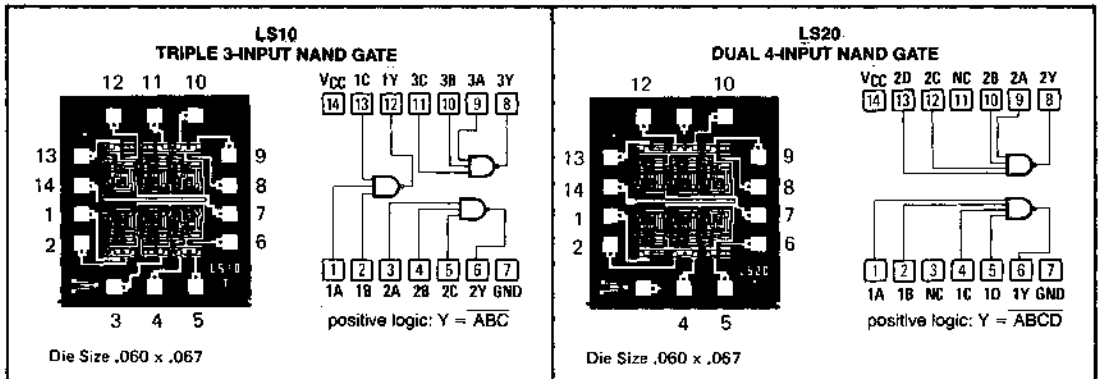 LS10
TRIPLE 3-INPUT NAND GATE
12 11 10
13
14
1
2
9
8
7
6
LS10
3 4 5
VCC 1C 1Y 3C 3B 3A 3Y
14 13 12 11 10 9 8
1 2 3 4 5 6 7
1A 1B 2A 2B 2C 2Y GND
positive logic: Y = A̅B̅C̅
Die Size .060 x .067
LS20
DUAL 4-INPUT NAND GATE
12 10
13
14
1
2
9
8
7
6
LS20
4 5
VCC 2D 2C NC 2B 2A 2Y
14 13 12 11 10 9 8
1 2 3 4 5 6 7
1A 1B NC 1C 1D 1Y GND
positive logic: Y = A̅B̅C̅D̅
Die Size .060 x .067